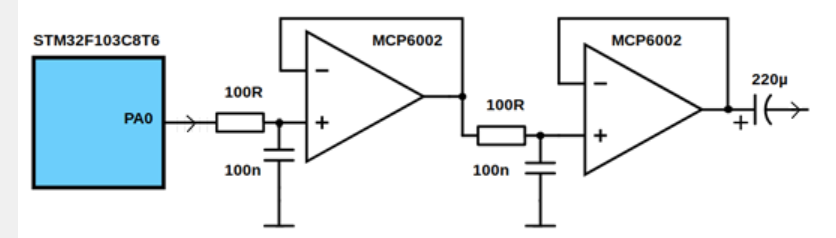 STM32F103C8T6
MCP6002
MCP6002
220µ
100R
PA0
100R
100n
100n
−
+
−
+
+